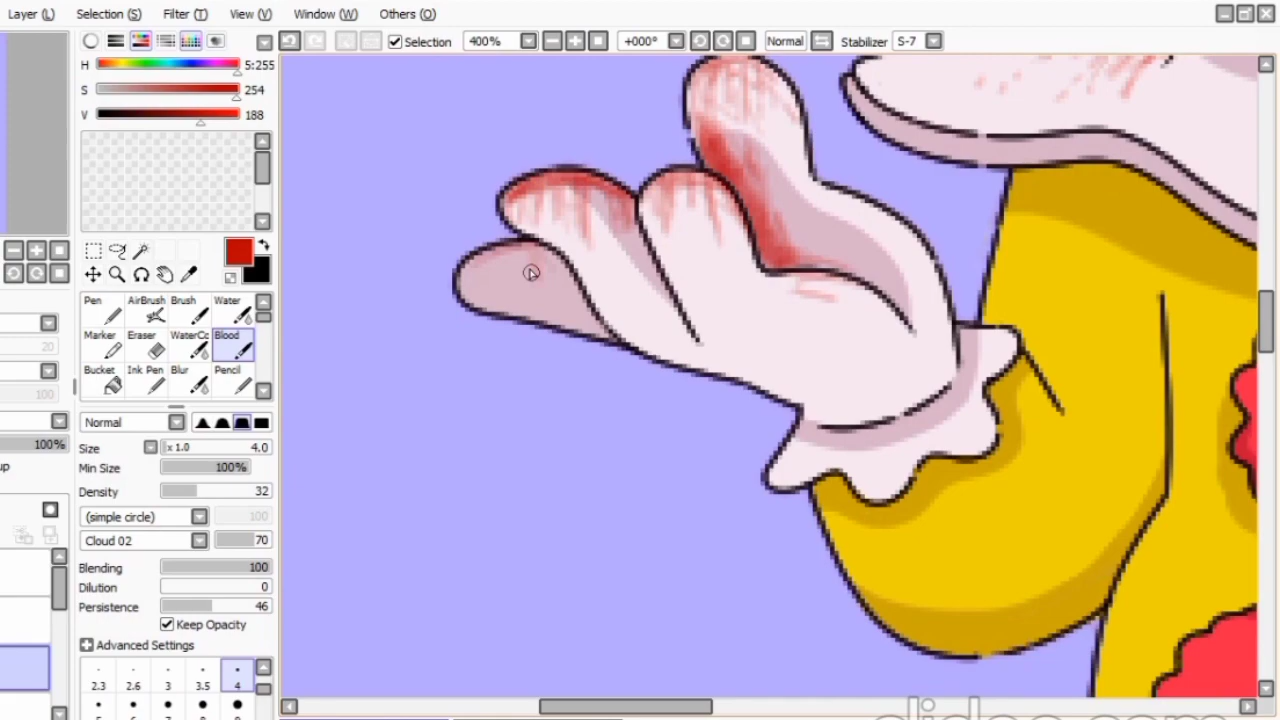 Layer (L) Selection (S) Filter (T) View (V) Window (W) Others (O)
Selection 400% +000° Normal Stabilizer S-7
H 5:255
S 254
V 188
Pen AirBrush Brush Water
Marker Eraser WaterCo Blood
Bucket Ink Pen Blur Pencil
Normal
Size x 1.0 4.0
Min Size 100%
Density 32
(simple circle) 100
Cloud 02 70
Blending 100
Dilution 0
Persistence 46
Keep Opacity
Advanced Settings
2.3 2.6 3 3.5 4
20
100
100%